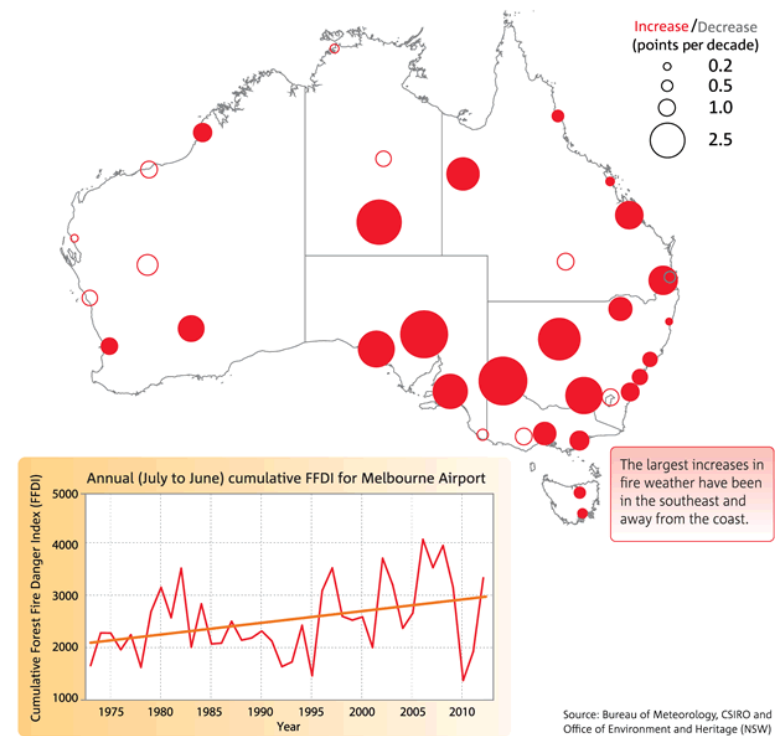 Increase/Decrease
(points per decade)
0.2
0.5
1.0
2.5
The largest increases in
fire weather have been
in the southeast and
away from the coast.
Annual (July to June) cumulative FFDI for Melbourne Airport
Cumulative Forest Fire Danger Index (FFDI)
5000
4000
3000
2000
1000
1975
1980
1985
1990
1995
2000
2005
2010
Year
Source: Bureau of Meteorology, CSIRO and
Office of Environment and Heritage (NSW)